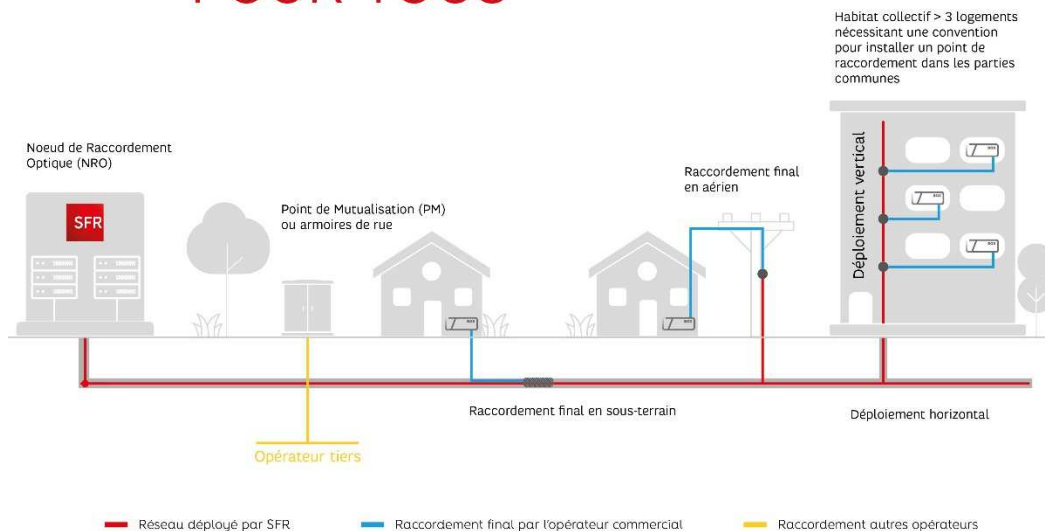 POUR TOUS
Habitat collectif > 3 logements
nécessitant une convention
pour installer un point de
raccordement dans les parties
communes
Noeud de Raccordement
Optique (NRO)
SFR
Point de Mutualisation (PM)
ou armoires de rue
Raccordement final
en aérien
Déploiement vertical
Raccordement final en sous-terrain
Déploiement horizontal
Opérateur tiers
Réseau déployé par SFR
Raccordement final par l'opérateur commercial
Raccordement autres opérateurs